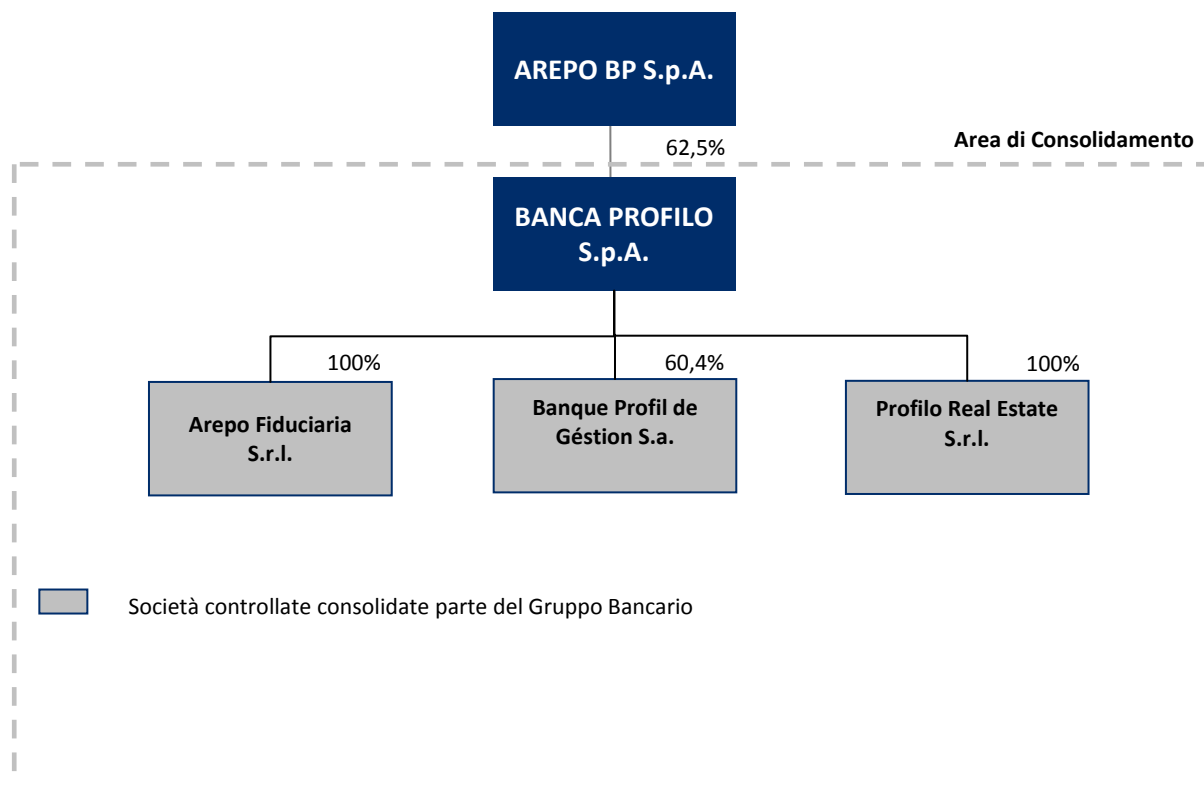 AREPO BP S.p.A.
62,5%
Area di Consolidamento
BANCA PROFILO
S.p.A.
100%
60,4%
100%
Arepo Fiduciaria
S.r.l.
Banque Profil de
Géstion S.a.
Profilo Real Estate
S.r.l.
Società controllate consolidate parte del Gruppo Bancario